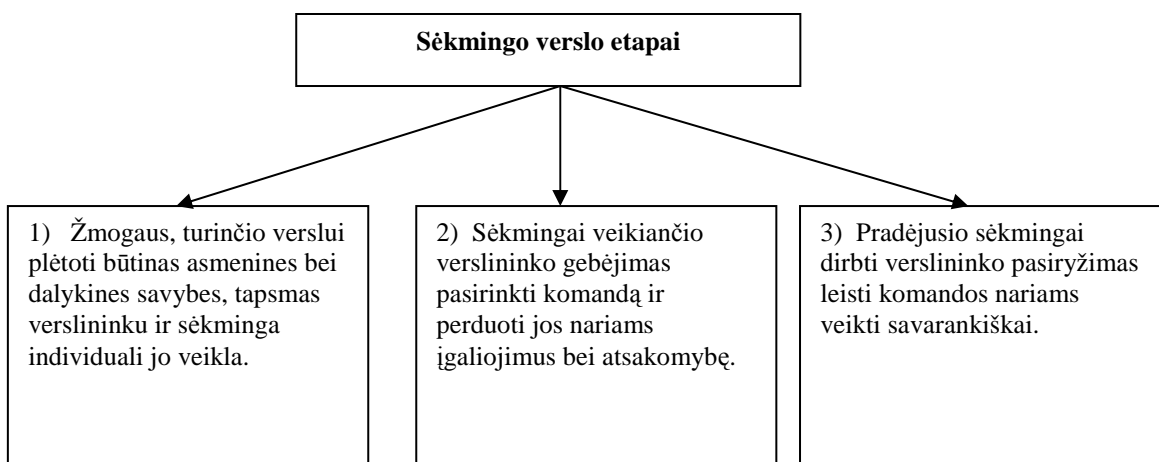 Sėkmingo verslo etapai
1) Žmogaus, turinčio verslui
plėtoti būtinas asmenines bei
dalykines savybes, tapsmas
verslininku ir sėkminga
individuali jo veikla.
2) Sėkmingai veikiančio
verslininko gebėjimas
pasirinkti komandą ir
perduoti jos nariams
įgaliojimus bei atsakomybę.
3) Pradėjusio sėkmingai
dirbti verslininko pasiryžimas
leisti komandos nariams
veikti savarankiškai.